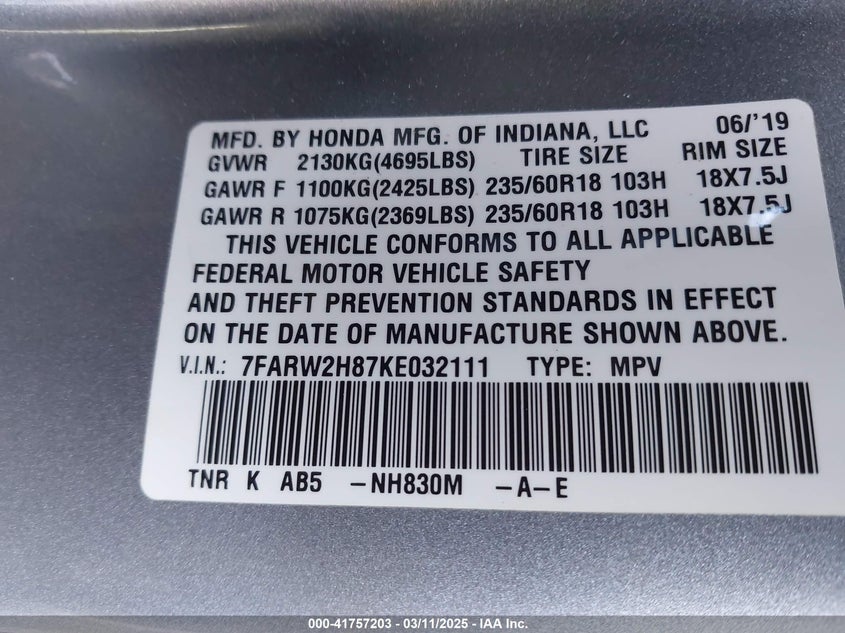 MFD. BY HONDA MFG. OF INDIANA, LLC 06/'19
GVWR 2130KG(4695LBS) TIRE SIZE RIM SIZE
GAWR F 1100KG(2425LBS) 235/60R18 103H 18X7.5J
GAWR R 1075KG(2369LBS) 235/60R18 103H 18X7.5J
THIS VEHICLE CONFORMS TO ALL APPLICABLE
FEDERAL MOTOR VEHICLE SAFETY
AND THEFT PREVENTION STANDARDS IN EFFECT
ON THE DATE OF MANUFACTURE SHOWN ABOVE.
V.I.N.: 7FARW2H87KE032111 TYPE: MPV
TNR K AB5 -NH830M -A-E
000-41757203 - 03/11/2025 - © IAA Inc.